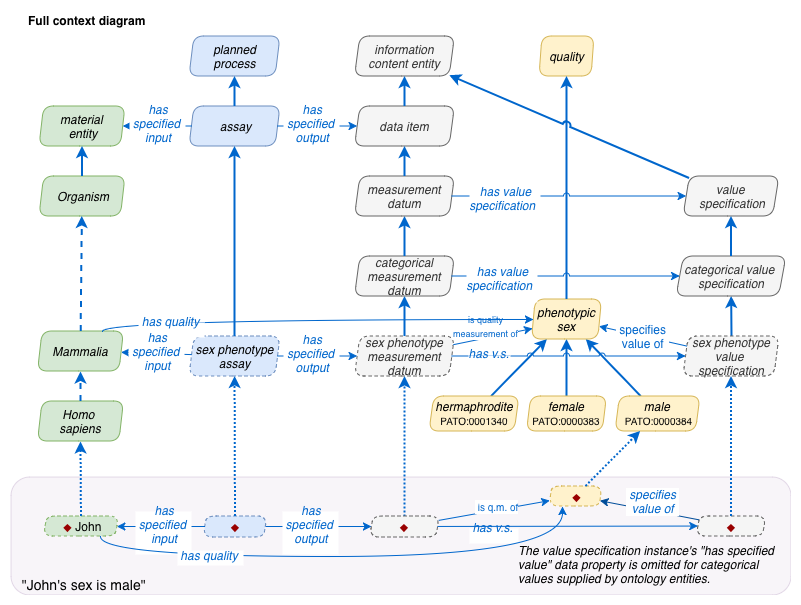 Full context diagram
planned
process
information
content entity
quality
material
entity
has
specified
input
assay
has
specified
output
data item
Organism
measurement
datum
has value
specification
value
specification
categorical
measurement
datum
has value
specification
categorical value
specification
has quality
is quality
measurement of
phenotypic
sex
specifies
value of
Mammalia
has
specified
input
sex phenotype
assay
has
specified
output
sex phenotype
measurement
datum
has v.s.
sex phenotype
value
specification
Homo
sapiens
hermaphrodite
PATO:0001340
female
PATO:0000383
male
PATO:0000384
John
has
specified
input
has
specified
output
is q.m. of
has v.s.
specifies
value of
has quality
The value specification instance's "has specified
value" data property is omitted for categorical
values supplied by ontology entities.
"John's sex is male"